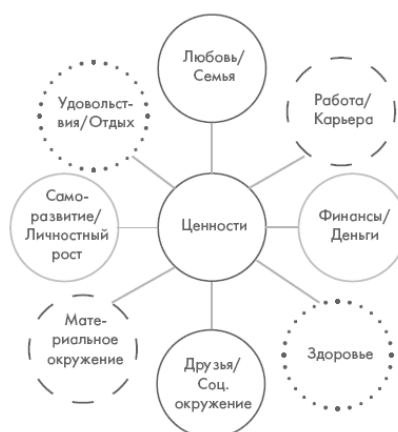 Любовь/
Семья
Удовольст-
вия/Отдых
Работа/
Карьера
Само-
развитие/
Личностный
рост
Ценности
Финансы/
Деньги
Мате-
риальное
окружение
Друзья/
Соц.
окружение
Здоровье